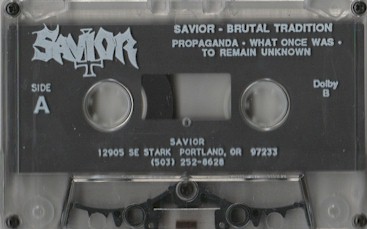 SAVIOR
SAVIOR - BRUTAL TRADITION
PROPAGANDA • WHAT ONCE WAS •
TO REMAIN UNKNOWN
SIDE
A
Dolby
B
SAVIOR
12905 SE STARK PORTLAND, OR 97233
(503) 252-8628